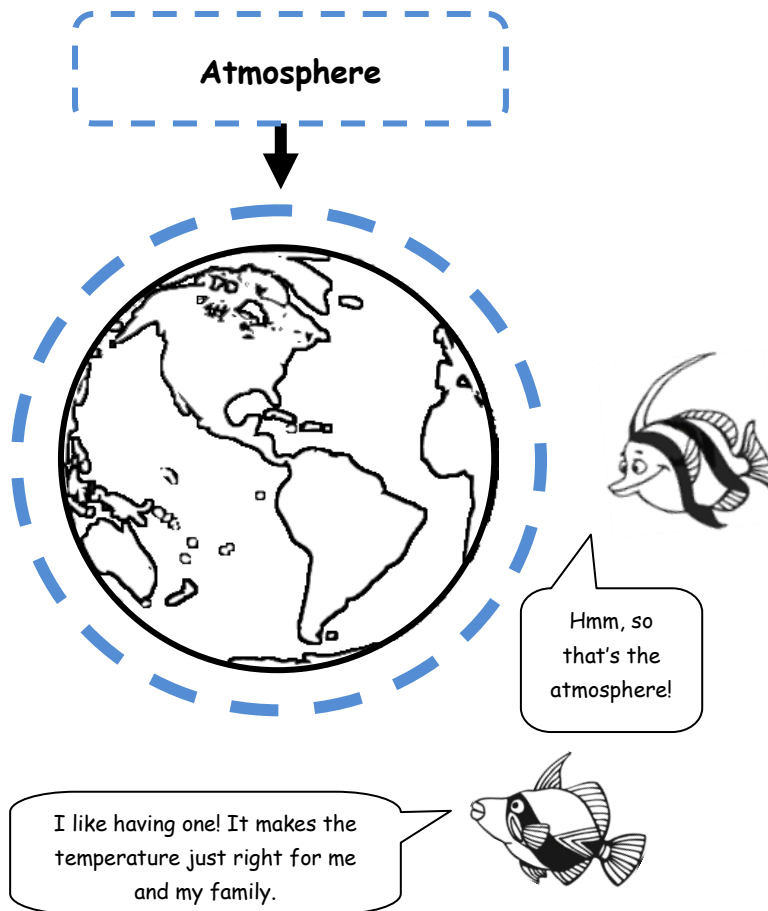 Atmosphere
Hmm, so
that's the
atmosphere!
I like having one! It makes the
temperature just right for me
and my family.